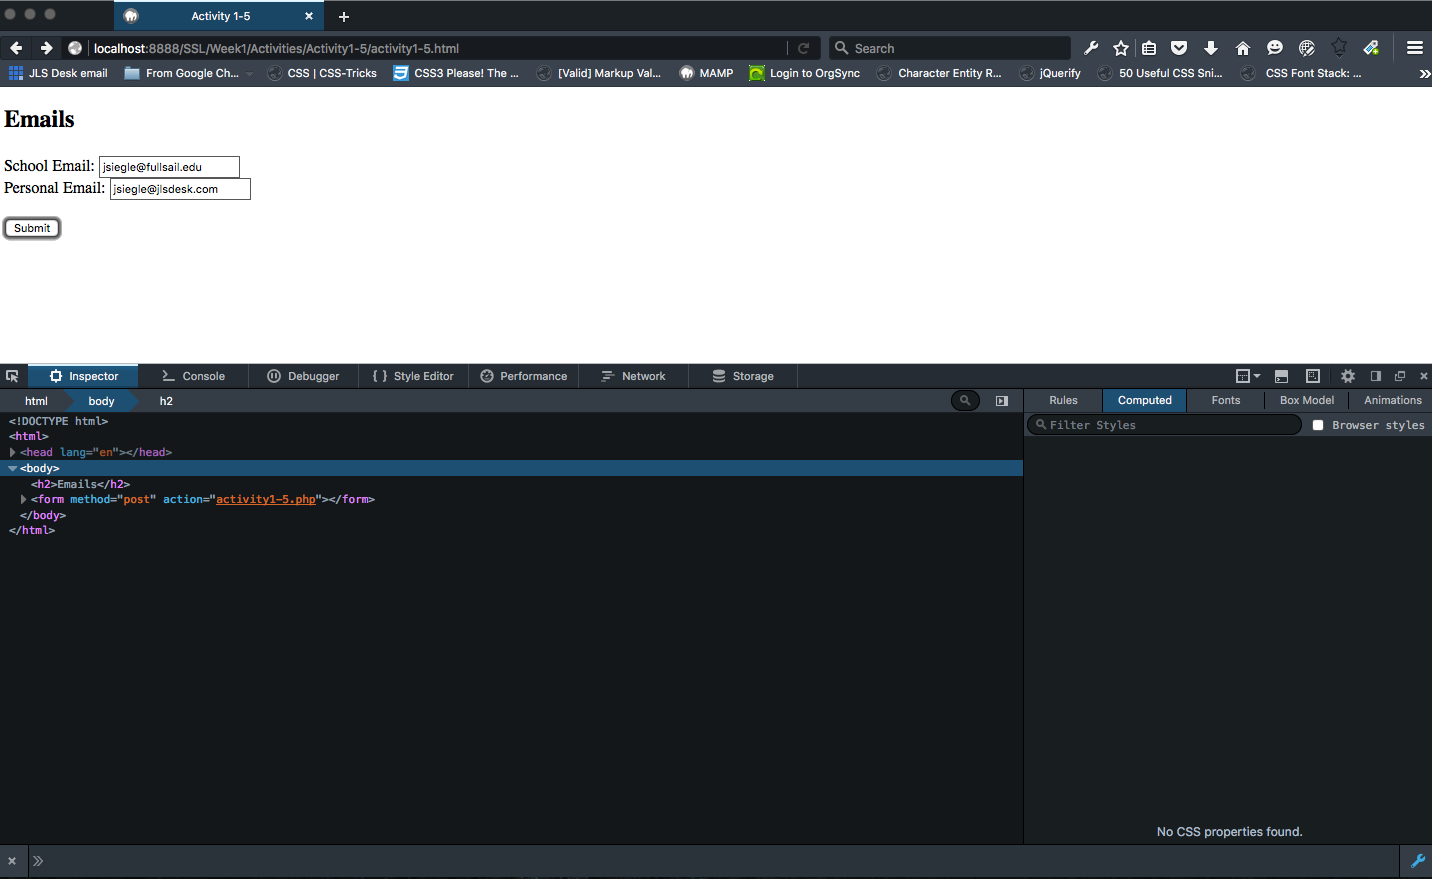 Activity 1-5
localhost:8888/SSL/Week1/Activities/Activity1-5/activity1-5.html
Search
JLS Desk email
From Google Ch...
CSS | CSS-Tricks
CSS3 Please! The ...
[Valid] Markup Val...
MAMP
Login to OrgSync
Character Entity R...
jQuerify
50 Useful CSS Sni...
CSS Font Stack: ...
Emails
School Email: jsiegle@fullsail.edu
Personal Email: jsiegle@jlsdesk.com
Submit
Inspector
Console
Debugger
{ } Style Editor
Performance
Network
Storage
html
body
h2
Rules
Computed
Fonts
Box Model
Animations
Filter Styles
Browser styles
<!DOCTYPE html>
<html>
<head lang="en"></head>
<body>
<h2>Emails</h2>
<form method="post" action="activity1-5.php"></form>
</body>
</html>
No CSS properties found.